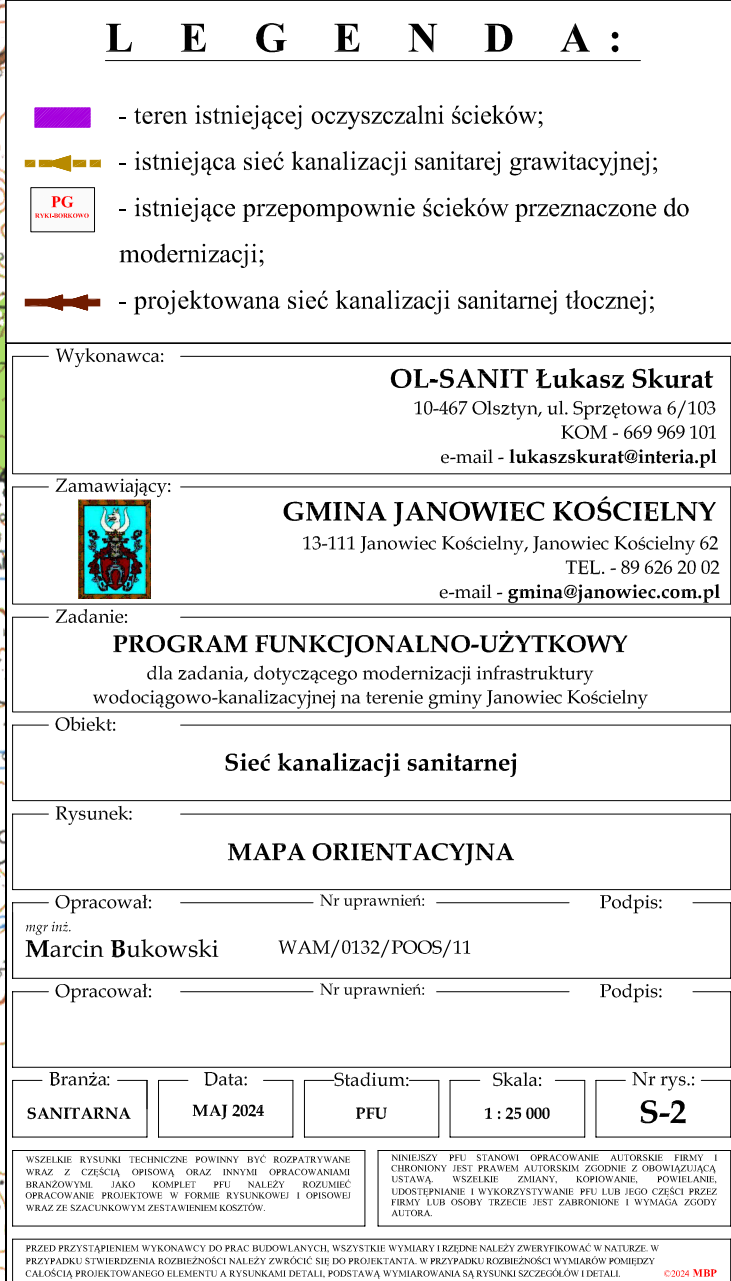 L E G E N D A :
- teren istniejącej oczyszczalni ścieków;
- istniejąca sieć kanalizacji sanitarej grawitacyjnej;
PG
RYKI-BORKOWO
- istniejące przepompownie ścieków przeznaczone do
modernizacji;
- projektowana sieć kanalizacji sanitarnej tłocznej;
Wykonawca:
OL-SANIT Łukasz Skurat
10-467 Olsztyn, ul. Sprzętowa 6/103
KOM - 669 969 101
e-mail - lukaszskurat@interia.pl
Zamawiający:
GMINA JANOWIEC KOŚCIELNY
13-111 Janowiec Kościelny, Janowiec Kościelny 62
TEL. - 89 626 20 02
e-mail - gmina@janowiec.com.pl
Zadanie:
PROGRAM FUNKCJONALNO-UŻYTKOWY
dla zadania, dotyczącego modernizacji infrastruktury
wodociągowo-kanalizacyjnej na terenie gminy Janowiec Kościelny
Obiekt:
Sieć kanalizacji sanitarnej
Rysunek:
MAPA ORIENTACYJNA
Opracował: Nr uprawnień: Podpis:
mgr inż.
Marcin Bukowski WAM/0132/POOS/11
Opracował: Nr uprawnień: Podpis:
Branża: Data: Stadium: Skala: Nr rys.:
SANITARNA MAJ 2024 PFU 1 : 25 000 S-2
WSZELKIE RYSUNKI TECHNICZNE POWINNY BYĆ ROZPATRYWANE
WRAZ Z CZĘŚCIĄ OPISOWĄ ORAZ INNYMI OPRACOWANIAMI
BRANŻOWYMI. JAKO KOMPLET PFU NALEŻY ROZUMIEĆ
OPRACOWANIE PROJEKTOWE W FORMIE RYSUNKOWEJ I OPISOWEJ
WRAZ ZE SZACUNKOWYM ZESTAWIENIEM KOSZTÓW.
NINIEJSZY PFU STANOWI OPRACOWANIE AUTORSKIE FIRMY I
CHRONIONY JEST PRAWEM AUTORSKIM ZGODNIE Z OBOWIĄZUJĄCĄ
USTAWĄ. WSZELKIE ZMIANY, KOPIOWANIE, POWIELANIE,
UDOSTĘPNIANIE I WYKORZYSTYWANIE PFU LUB JEGO CZĘŚCI PRZEZ
FIRMY LUB OSOBY TRZECIE JEST ZABRONIONE I WYMAGA ZGODY
AUTORA.
PRZED PRZYSTĄPIENIEM WYKONAWCY DO PRAC BUDOWLANYCH, WSZYSTKIE WYMIARY I RZĘDNE NALEŻY ZWERYFIKOWAĆ W NATURZE. W
PRZYPADKU STWIERDZENIA ROZBIEŻNOŚCI NALEŻY ZWRÓCIĆ SIĘ DO PROJEKTANTA. W PRZYPADKU ROZBIEŻNOŚCI WYMIARÓW POMIĘDZY
CAŁOŚCIĄ PROJEKTOWANEGO ELEMENTU A RYSUNKAMI DETALI, PODSTAWĄ WYMIAROWANIA SĄ RYSUNKI SZCZEGÓŁÓW I DETALI. ©2024 MBP